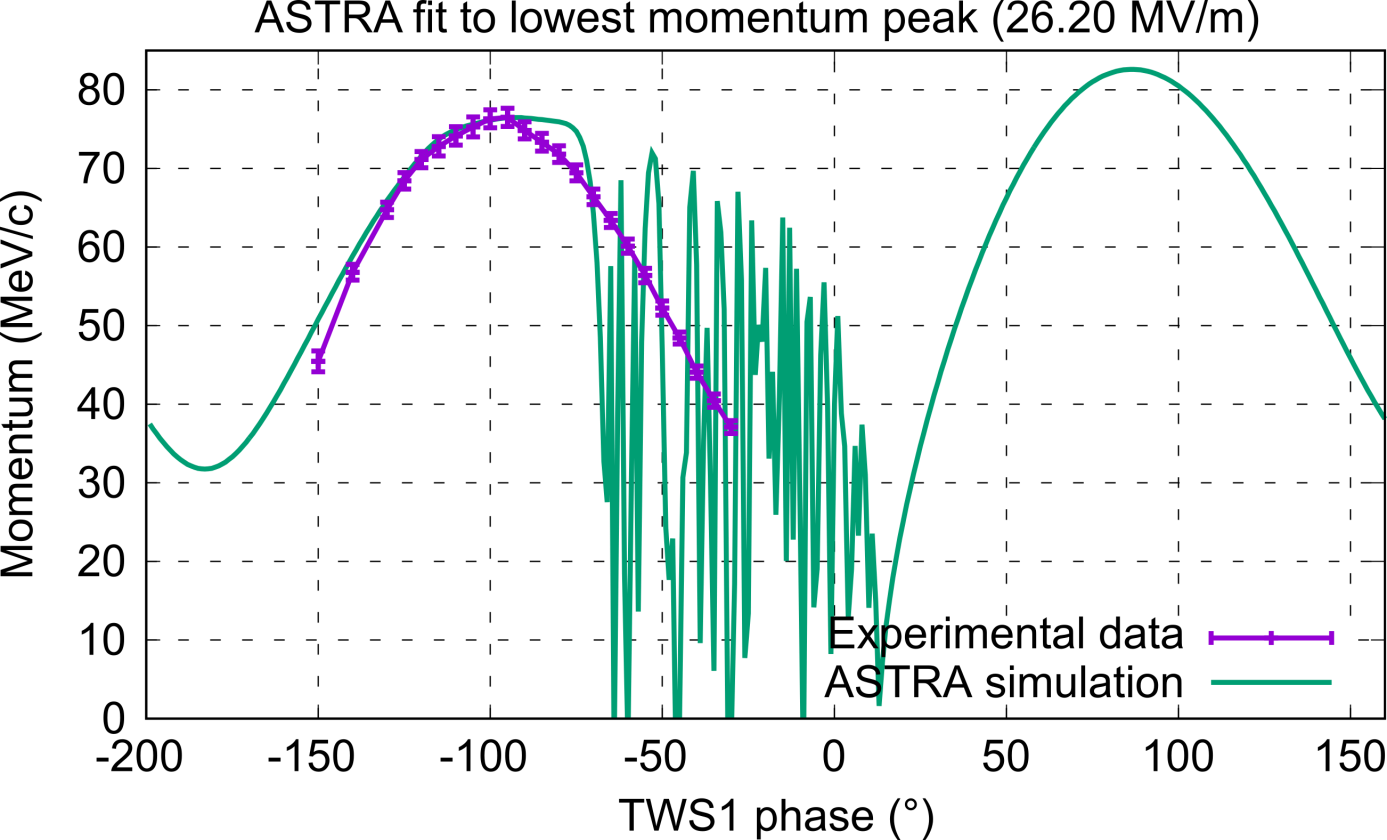 ASTRA fit to lowest momentum peak (26.20 MV/m)
Momentum (MeV/c)
80
70
60
50
40
30
20
10
0
Experimental data
ASTRA simulation
-200 -150 -100 -50 0 50 100 150
TWS1 phase (°)